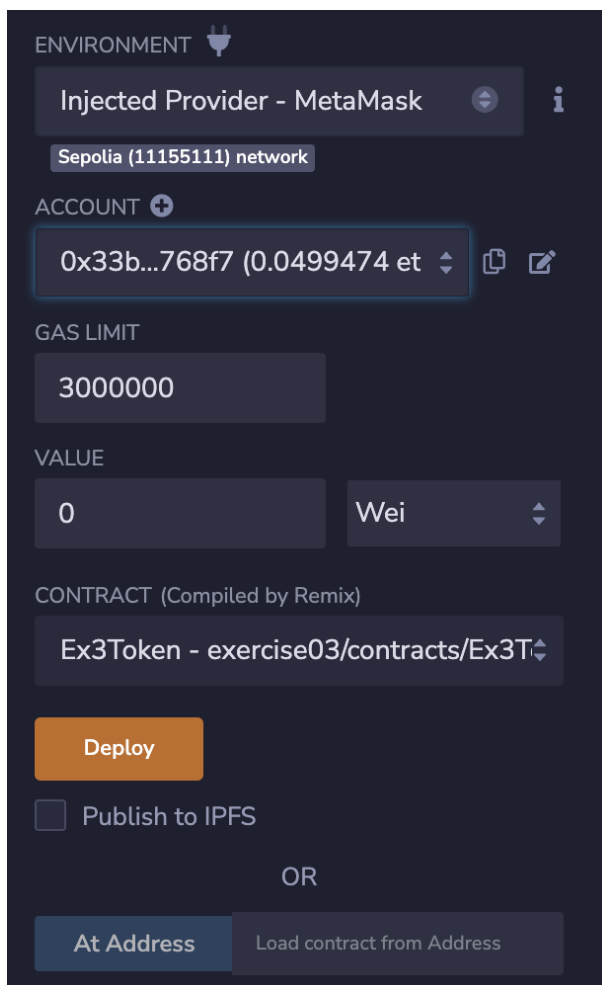 ENVIRONMENT
Injected Provider - MetaMask
Sepolia (11155111) network
ACCOUNT
0x33b...768f7 (0.0499474 et
GAS LIMIT
3000000
VALUE
0 Wei
CONTRACT (Compiled by Remix)
Ex3Token - exercise03/contracts/Ex3T
Deploy
Publish to IPFS
OR
At Address Load contract from Address